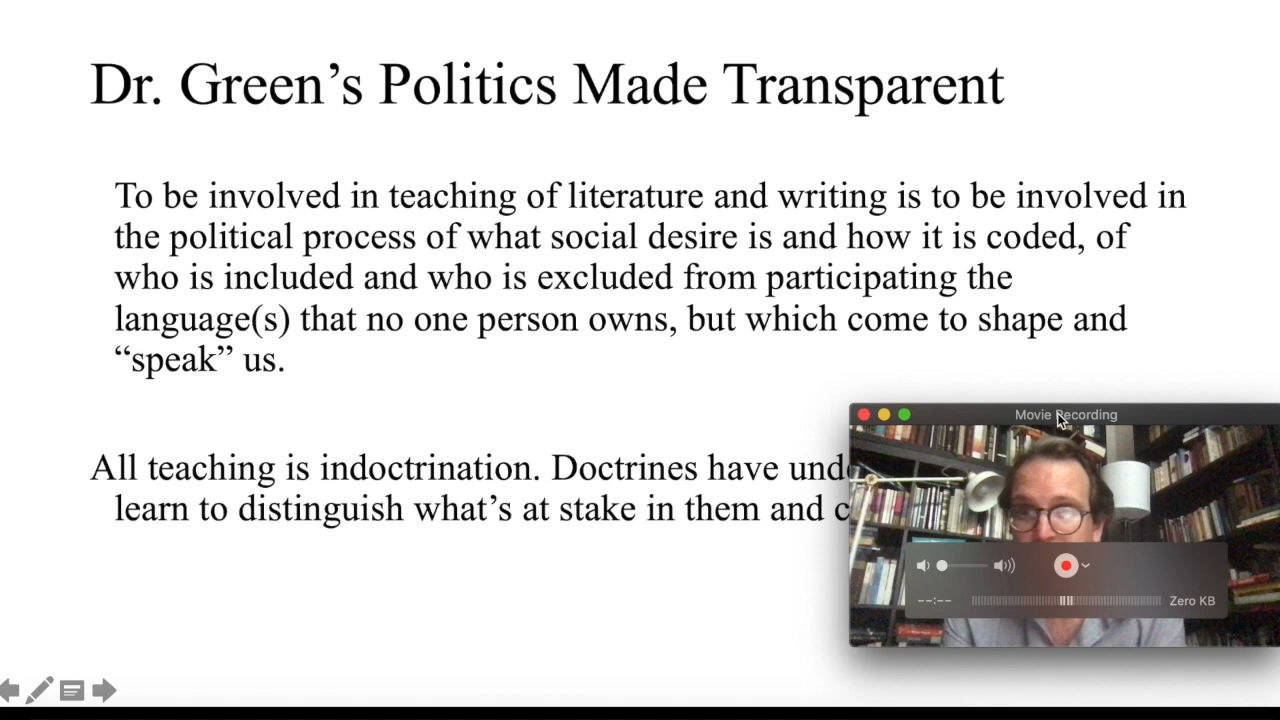 Dr. Green’s Politics Made Transparent
To be involved in teaching of literature and writing is to be involved in
the political process of what social desire is and how it is coded, of
who is included and who is excluded from participating the
language(s) that no one person owns, but which come to shape and
“speak” us.
All teaching is indoctrination. Doctrines have und
learn to distinguish what’s at stake in them and c
Movie Recording
--:--
Zero KB